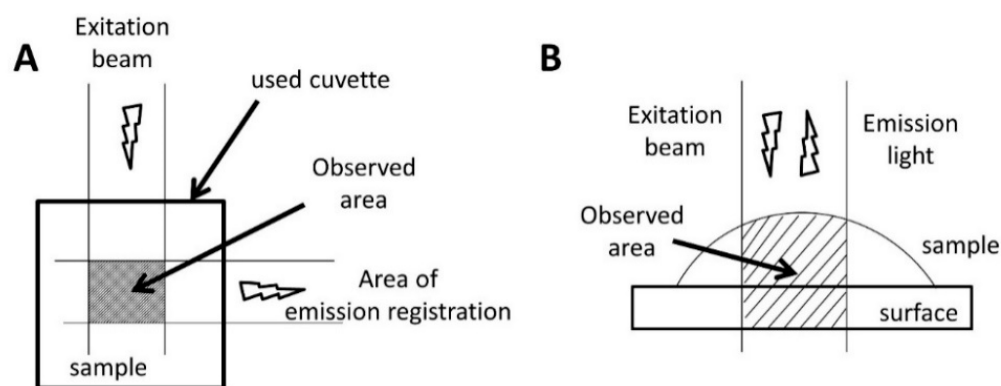 A
Exitation
beam
used cuvette
Observed
area
Area of
emission registration
sample
B
Exitation
beam
Emission
light
Observed
area
sample
surface